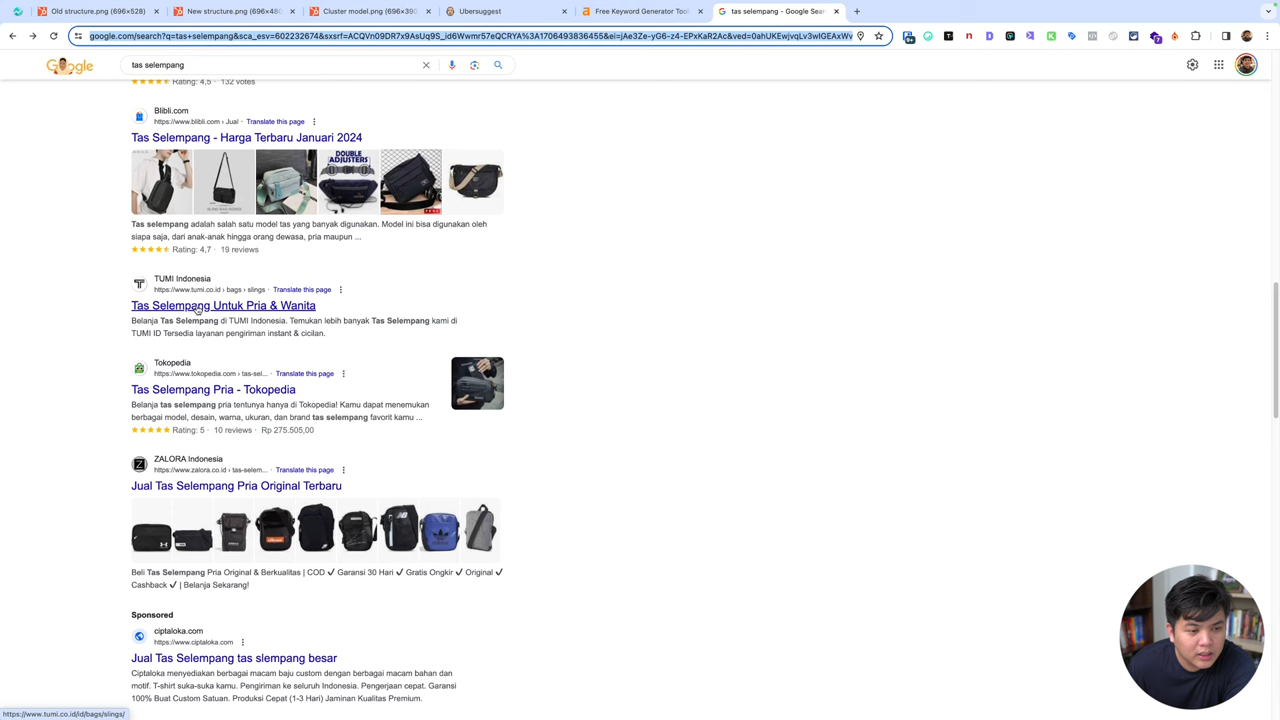 Old structure.png (696×528)
New structure.png (696×48
Cluster model.png (696×390
Ubersuggest
Free Keyword Generator Tool
tas selempang - Google Sear
google.com/search?q=tas+selempang&sca_esv=602232674&sxsrf=ACQVn09DR7x9AsUq9S_id6Wwmr57eQCRYA%3A1706493836455&ei=jAe3Ze-yG6-z4-EPxKaR2Ac&ved=0ahUKEwjvqLv3wIGEAxWv
Google
tas selempang
Rating: 4,5 · 132 votes
Blibli.com
https://www.blibli.com › Jual · Translate this page
Tas Selempang - Harga Terbaru Januari 2024
DOUBLE
ADJUSTERS
Tas selempang adalah salah satu model tas yang banyak digunakan. Model ini bisa digunakan oleh
siapa saja, dari anak-anak hingga orang dewasa, pria maupun ...
Rating: 4,7 · 19 reviews
TUMI Indonesia
https://www.tumi.co.id › bags › slings · Translate this page
Tas Selempang Untuk Pria & Wanita
Belanja Tas Selempang di TUMI Indonesia. Temukan lebih banyak Tas Selempang kami di
TUMI ID Tersedia layanan pengiriman instant & cicilan.
Tokopedia
https://www.tokopedia.com › tas-sel... · Translate this page
Tas Selempang Pria - Tokopedia
Belanja tas selempang pria tentunya hanya di Tokopedia! Kamu dapat menemukan
berbagai model, desain, warna, ukuran, dan brand tas selempang favorit kamu ...
Rating: 5 · 10 reviews · Rp 275.505,00
ZALORA Indonesia
https://www.zalora.co.id › tas-selem... · Translate this page
Jual Tas Selempang Pria Original Terbaru
Beli Tas Selempang Pria Original & Berkualitas | COD ✓ Garansi 30 Hari ✓ Gratis Ongkir ✓ Original ✓
Cashback ✓ | Belanja Sekarang!
Sponsored
ciptaloka.com
https://www.ciptaloka.com
Jual Tas Selempang tas slempang besar
Ciptaloka menyediakan berbagai macam baju custom dengan berbagai macam bahan dan
motif. T-shirt suka-suka kamu. Pengiriman ke seluruh Indonesia. Pengerjaan cepat. Garansi
100% Buat Custom Satuan. Produksi Cepat (1-3 Hari) Jaminan Kualitas Premium.
https://www.tumi.co.id/id/bags/slings/